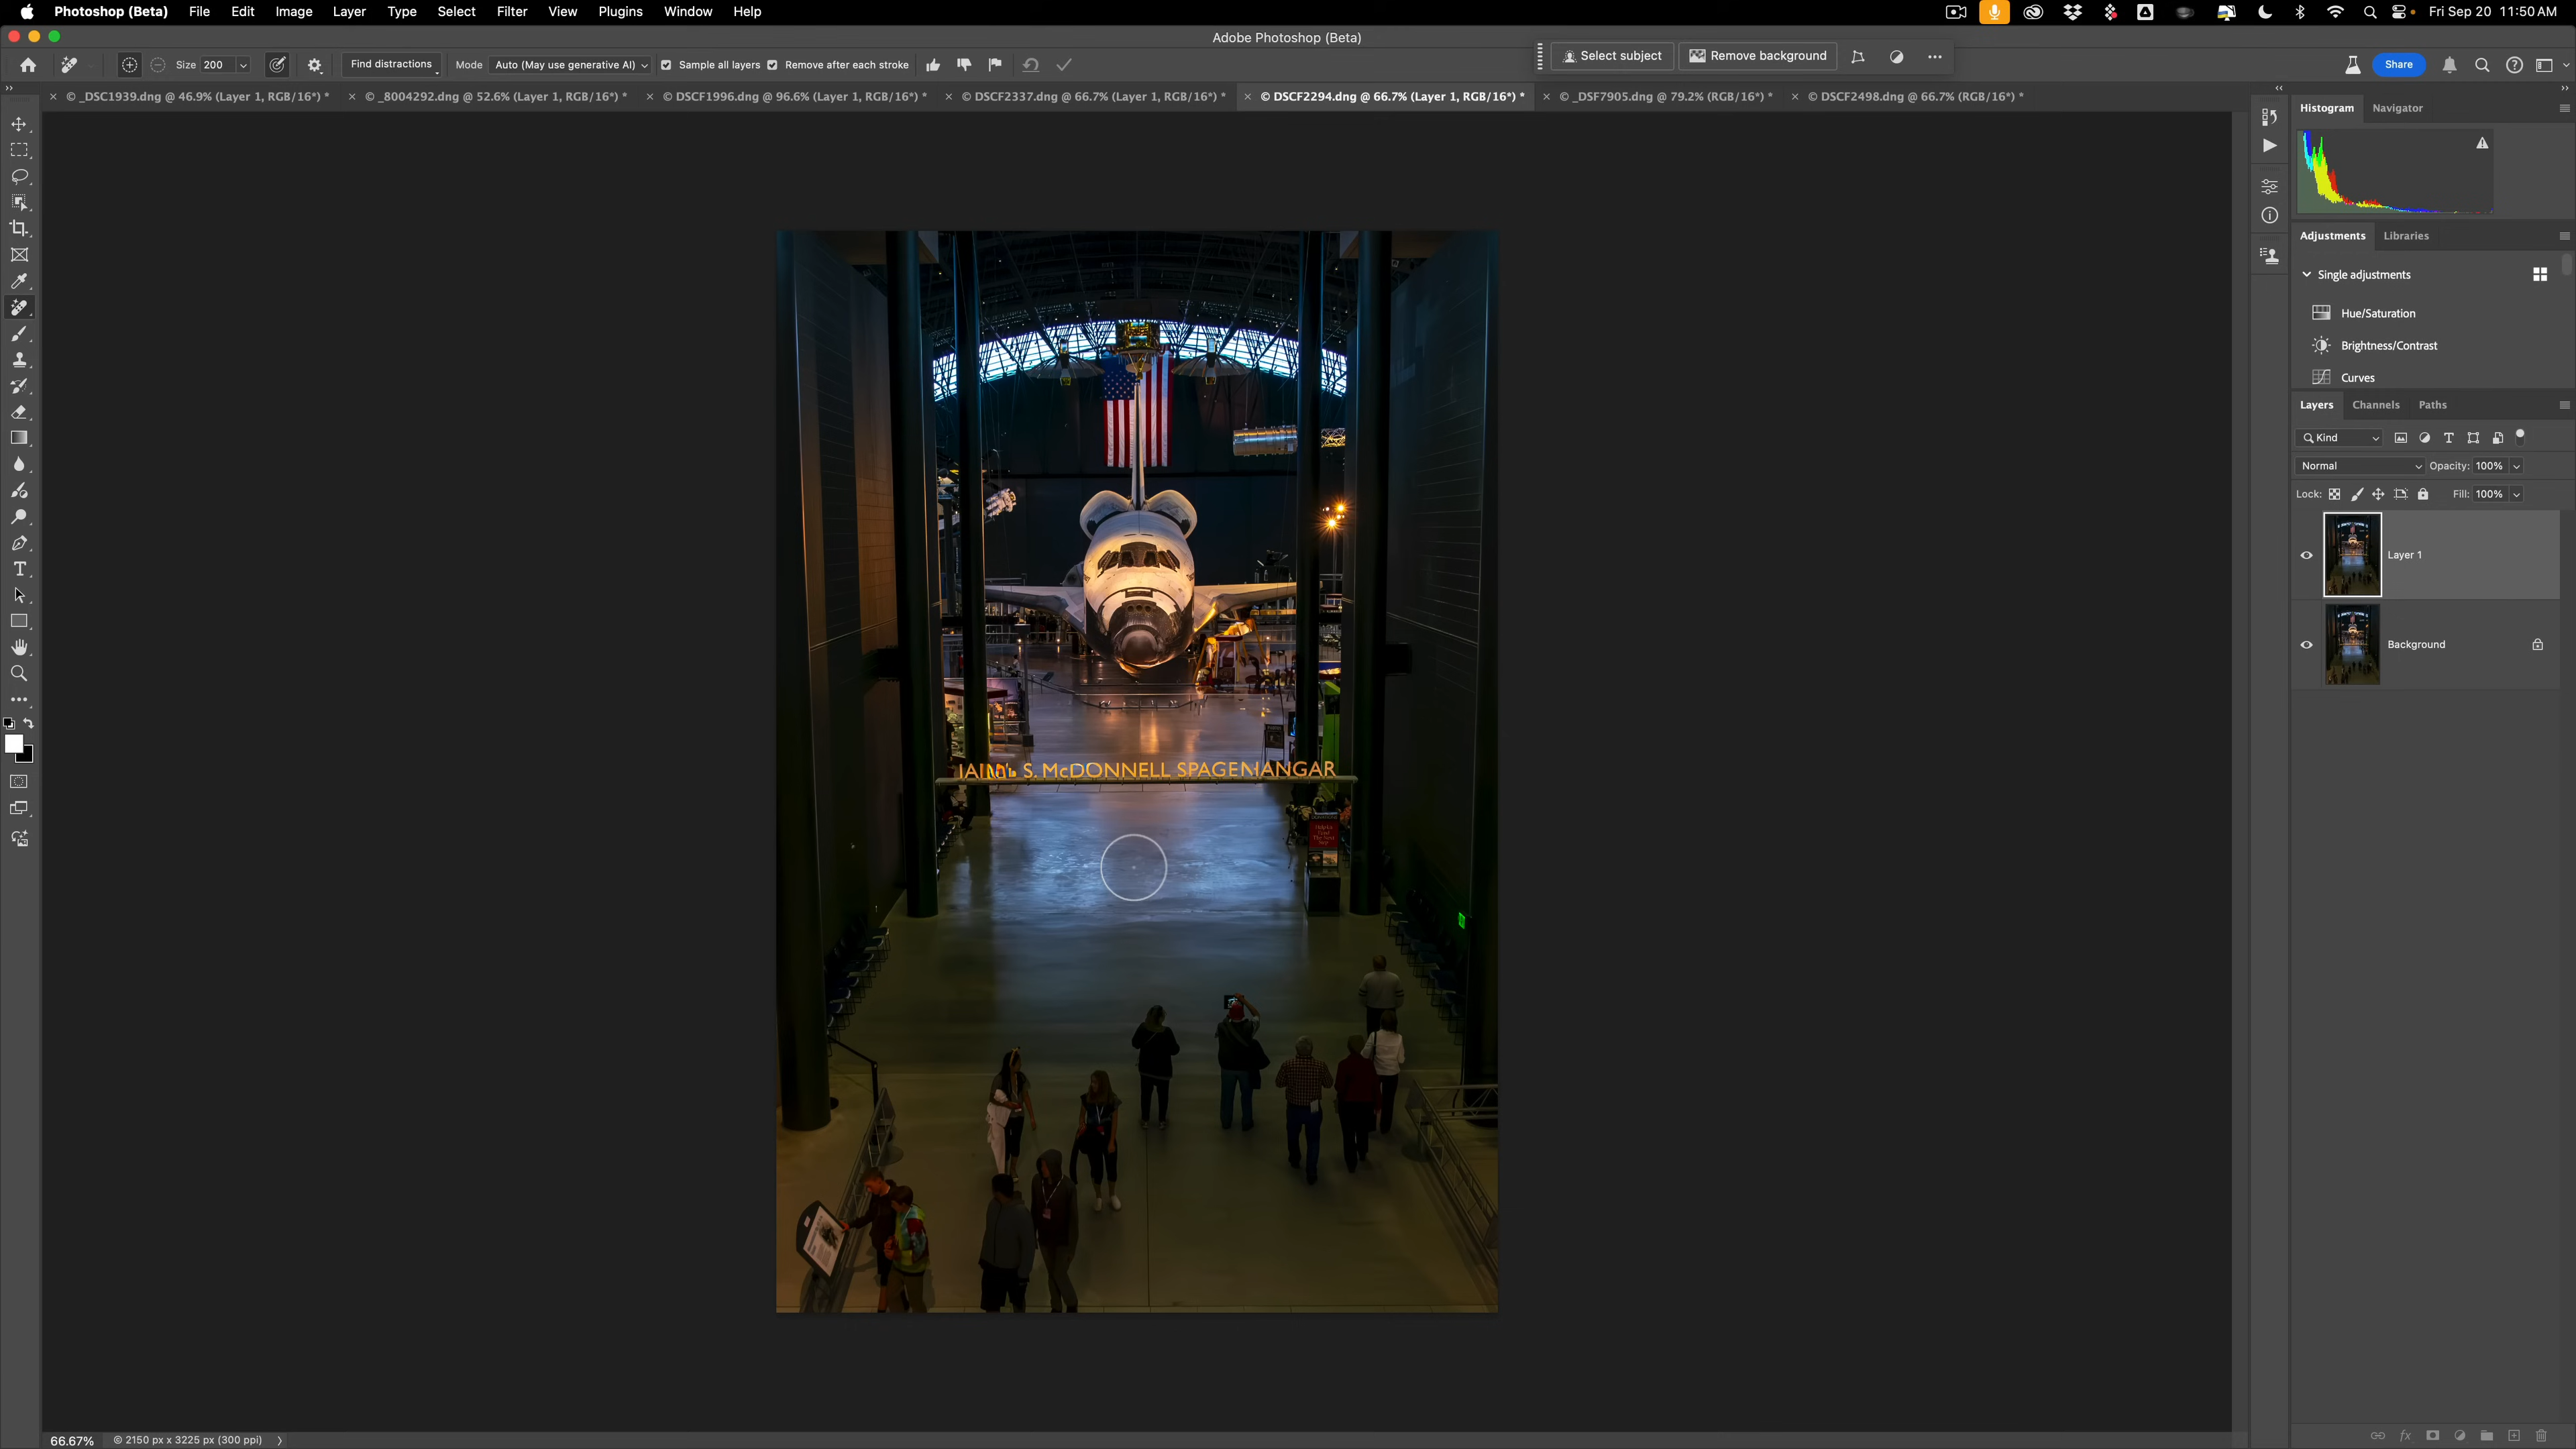 Photoshop (Beta) File Edit Image Layer Type Select Filter View Plugins Window Help
Fri Sep 20 11:50 AM
Adobe Photoshop (Beta)
Size 200 Find distractions Mode Auto (May use generative AI) Sample all layers Remove after each stroke
Select subject Remove background
Share
© _DSC1939.dng @ 46.9% (Layer 1, RGB/16*) *
© _8004292.dng @ 52.6% (Layer 1, RGB/16*) *
© DSCF1996.dng @ 96.6% (Layer 1, RGB/16*) *
© DSCF2337.dng @ 66.7% (Layer 1, RGB/16*) *
© DSCF2294.dng @ 66.7% (Layer 1, RGB/16*) *
© _DSF7905.dng @ 79.2% (RGB/16*) *
© DSCF2498.dng @ 66.7% (RGB/16*) *
Histogram Navigator
Adjustments Libraries
Single adjustments
Hue/Saturation
Brightness/Contrast
Curves
Layers Channels Paths
Kind
Normal Opacity: 100%
Lock: Fill: 100%
Layer 1
Background
S. McDONNELL SPAGEHANGAR
66.67% © 2150 px x 3225 px (300 ppi)